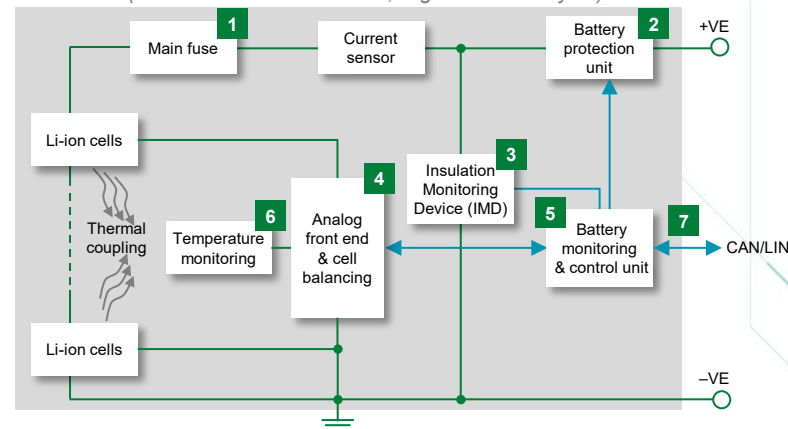 1
2
+VE
Main fuse
Current
sensor
Battery
protection
unit
Li-ion cells
3
Insulation
Monitoring
Device (IMD)
4
Analog
front end
& cell
balancing
6
Temperature
monitoring
Thermal
coupling
5
Battery
monitoring
& control unit
7
CAN/LIN
Li-ion cells
–VE